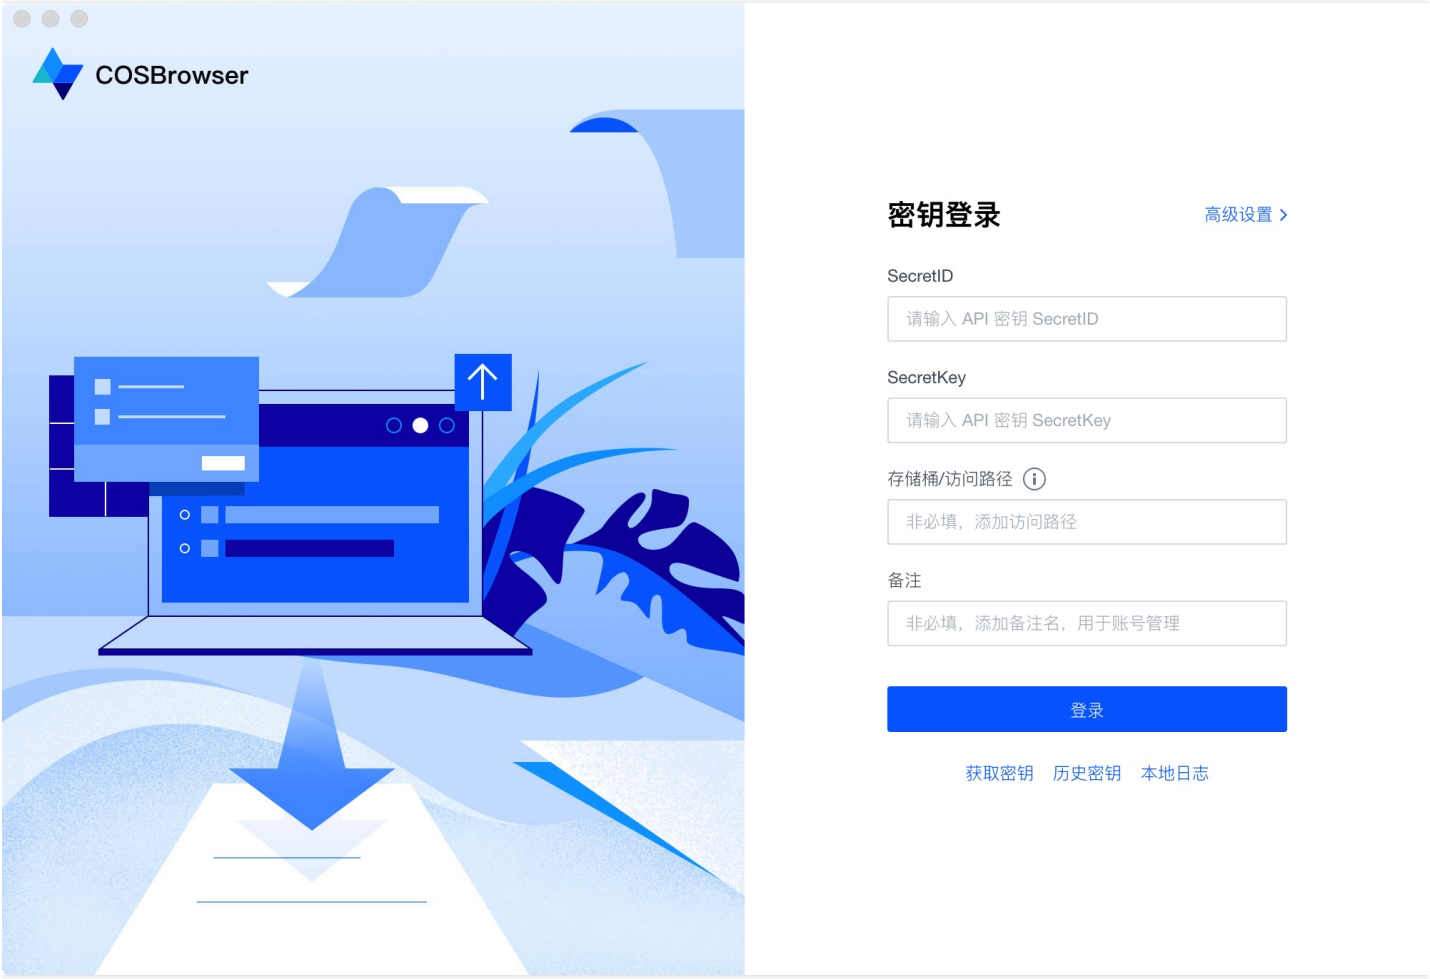 COSBrowser
密钥登录
高级设置
SecretID
请输入 API 密钥 SecretID
SecretKey
请输入 API 密钥 SecretKey
存储桶/访问路径
非必填，添加访问路径
备注
非必填，添加备注名，用于账号管理
登录
获取密钥 历史密钥 本地日志